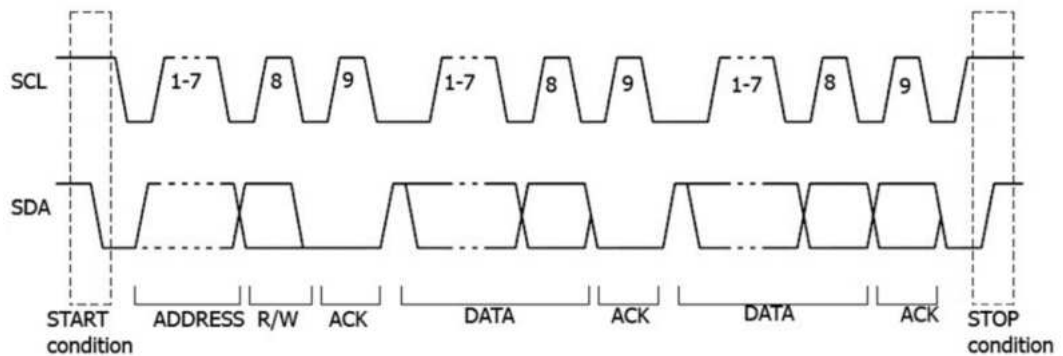 SCL
1-7 8 9 1-7 8 9 1-7 8 9
SDA
START ADDRESS R/W ACK DATA ACK DATA ACK STOP
condition condition